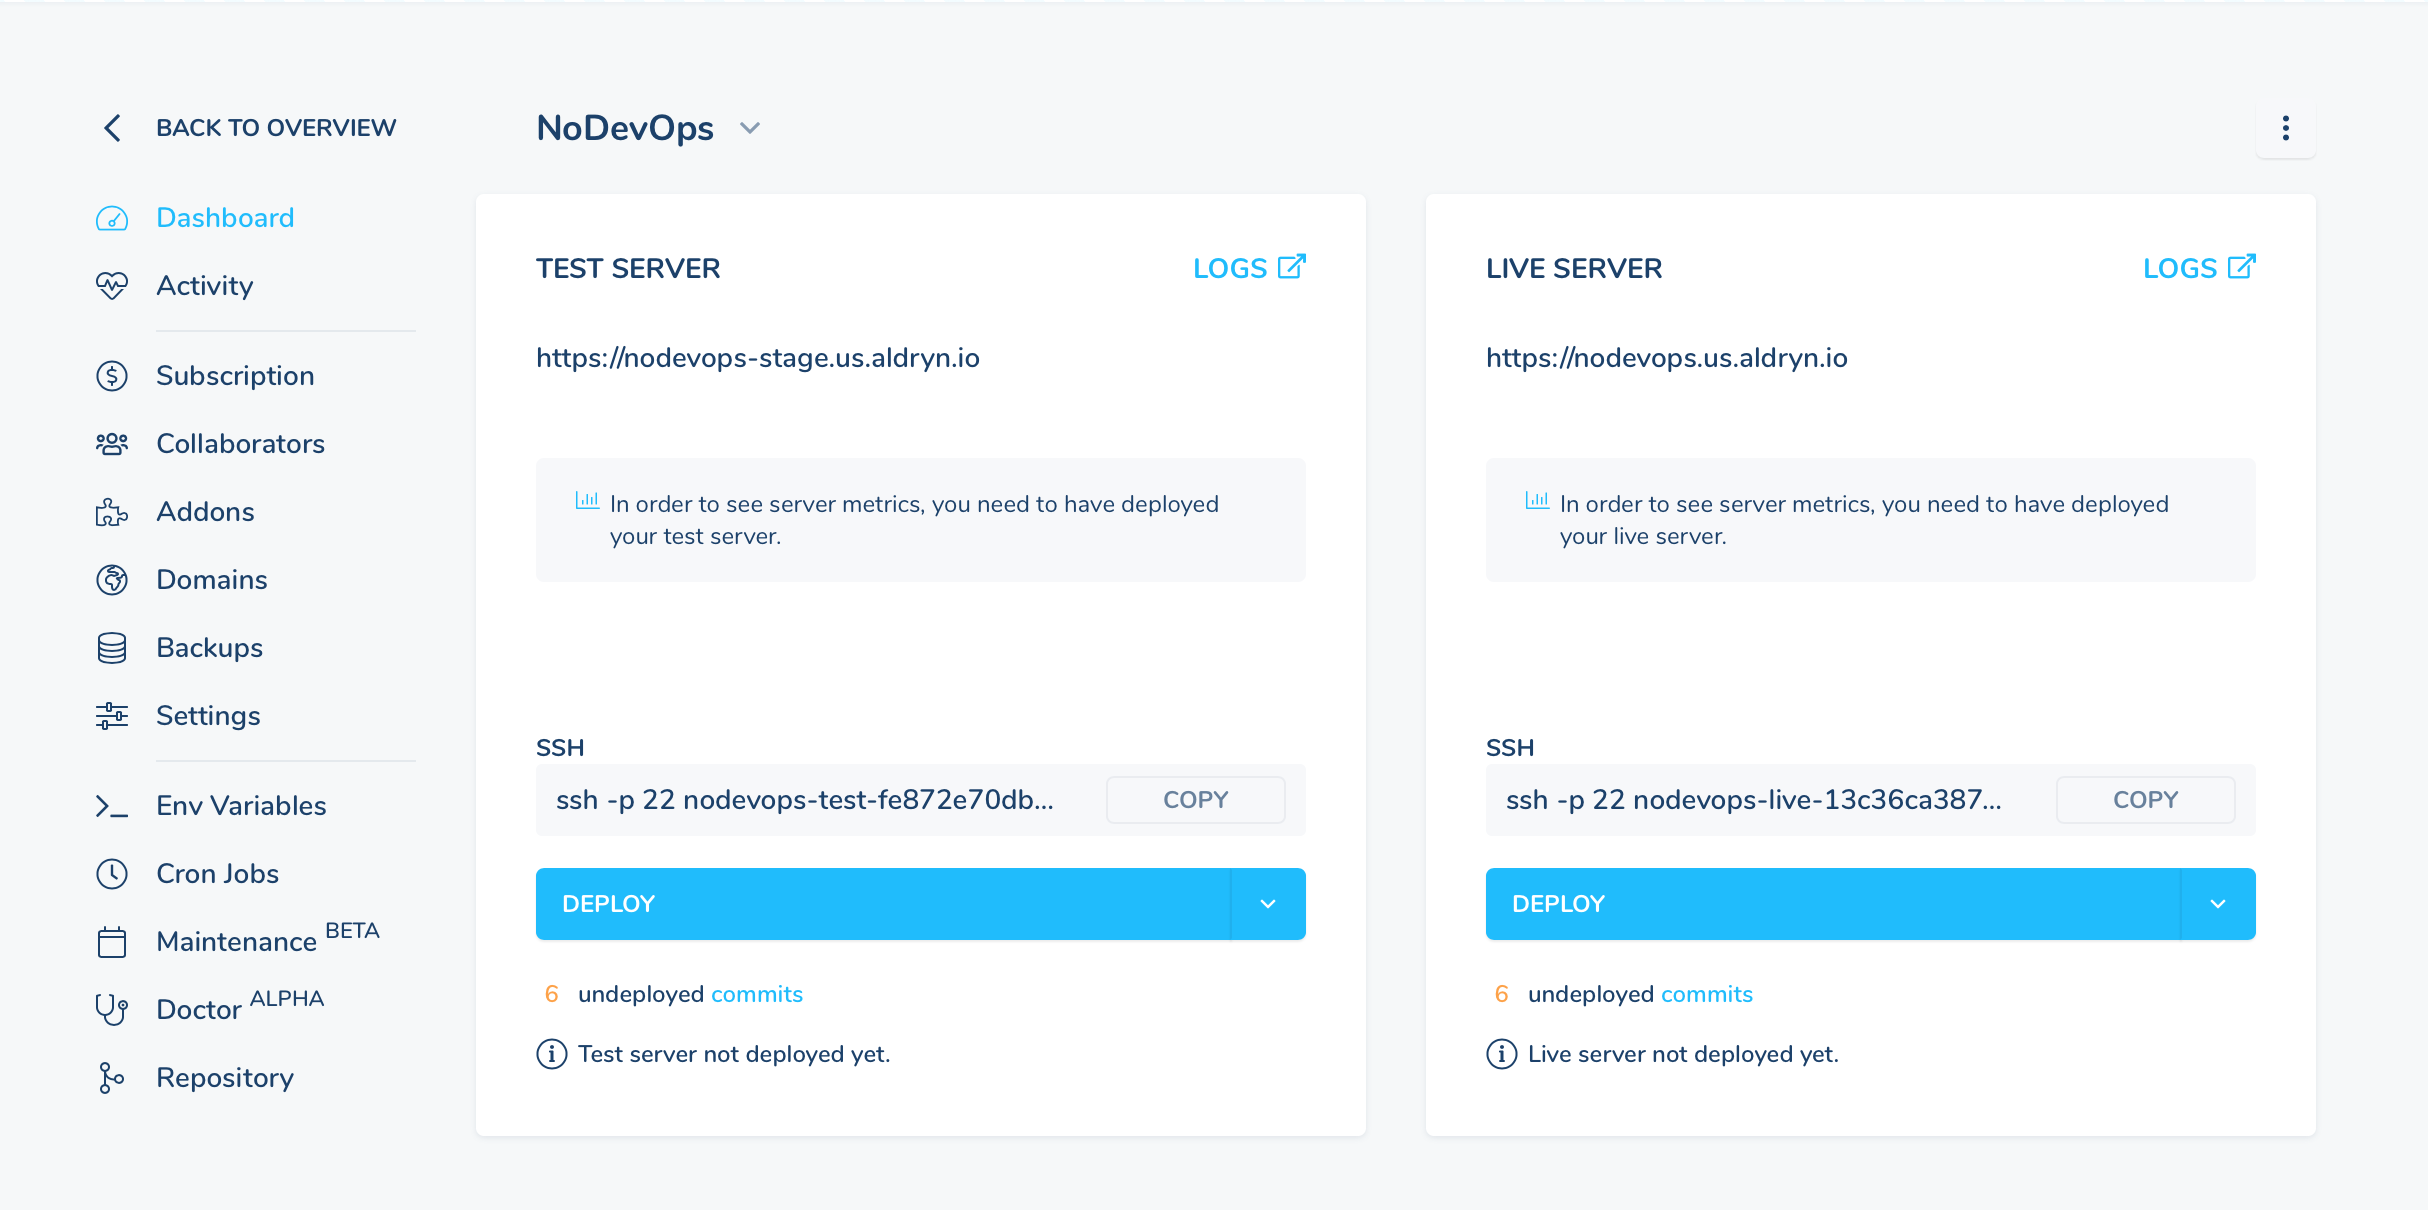 BACK TO OVERVIEW
Dashboard
Activity
Subscription
Collaborators
Addons
Domains
Backups
Settings
Env Variables
Cron Jobs
Maintenance BETA
Doctor ALPHA
Repository
NoDevOps
TEST SERVER
LOGS
https://nodevops-stage.us.aldryn.io
In order to see server metrics, you need to have deployed
your test server.
SSH
ssh -p 22 nodevops-test-fe872e70db...
COPY
DEPLOY
6 undeployed commits
Test server not deployed yet.
LIVE SERVER
LOGS
https://nodevops.us.aldryn.io
In order to see server metrics, you need to have deployed
your live server.
SSH
ssh -p 22 nodevops-live-13c36ca387...
COPY
DEPLOY
6 undeployed commits
Live server not deployed yet.